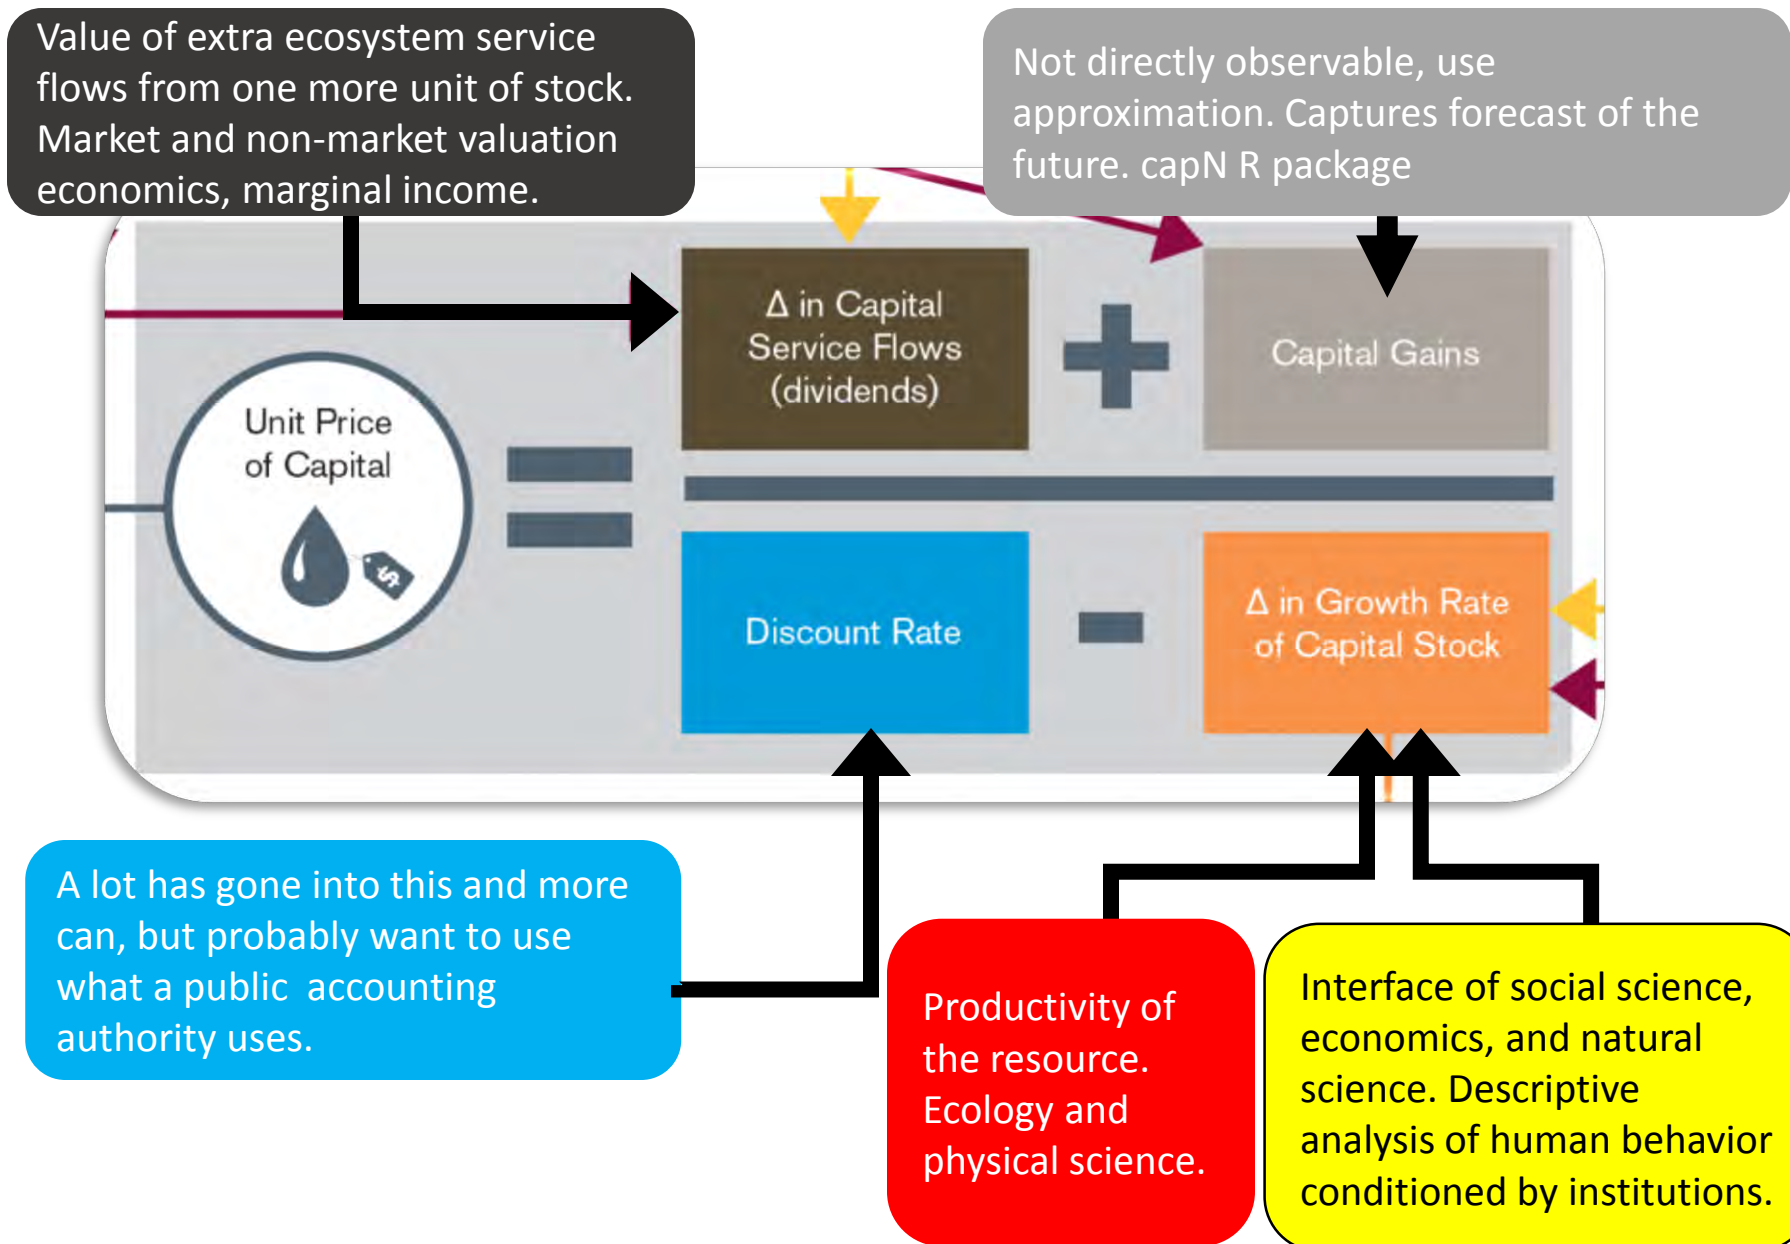 Value of extra ecosystem service
flows from one more unit of stock.
Market and non-market valuation
economics, marginal income.
Not directly observable, use
approximation. Captures forecast of the
future. capN R package
Δ in Capital
Service Flows
(dividends)
+
Capital Gains
Unit Price
of Capital
$
=
Discount Rate
-
Δ in Growth Rate
of Capital Stock
A lot has gone into this and more
can, but probably want to use
what a public  accounting
authority uses.
Productivity of
the resource.
Ecology and
physical science.
Interface of social science,
economics, and natural
science. Descriptive
analysis of human behavior
conditioned by institutions.